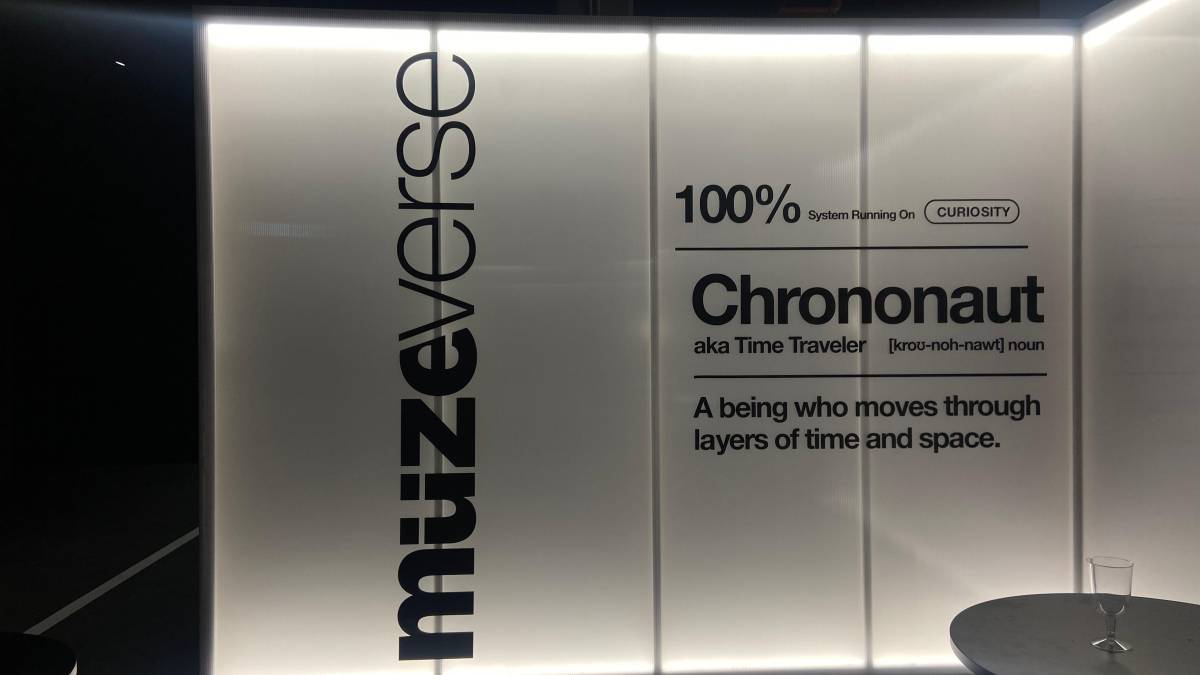 müzeverse
100% System Running On CURIOSITY
Chrononaut
aka Time Traveler [kroʊ-noh-nawt] noun
A being who moves through
layers of time and space.